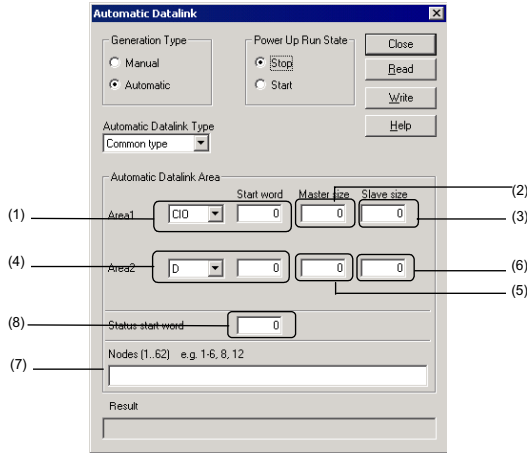 Automatic Datalink
Generation Type
Manual
Automatic
Power Up Run State
Stop
Start
Close
Read
Write
Help
Automatic Datalink Type
Common type
Automatic Datalink Area
Start word Master size Slave size
(2)
(1) Area1 CIO 0 0 0 (3)
(4) Area2 D 0 0 0 (6)
(5)
(8) Status start word 0
Nodes (1..62) e.g. 1-6, 8, 12
(7)
Result